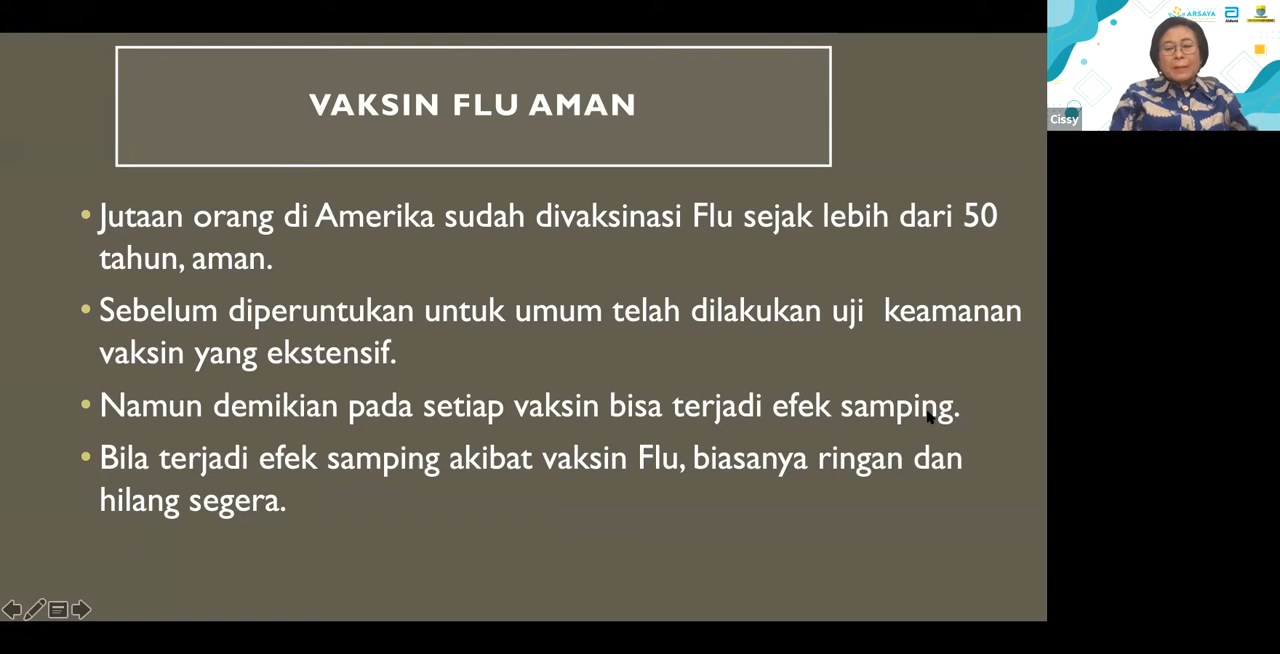 VAKSIN FLU AMAN
• Jutaan orang di Amerika sudah divaksinasi Flu sejak lebih dari 50
tahun, aman.
• Sebelum diperuntukan untuk umum telah dilakukan uji keamanan
vaksin yang ekstensif.
• Namun demikian pada setiap vaksin bisa terjadi efek samping.
• Bila terjadi efek samping akibat vaksin Flu, biasanya ringan dan
hilang segera.
ARSAYA
Abbott
Cissy